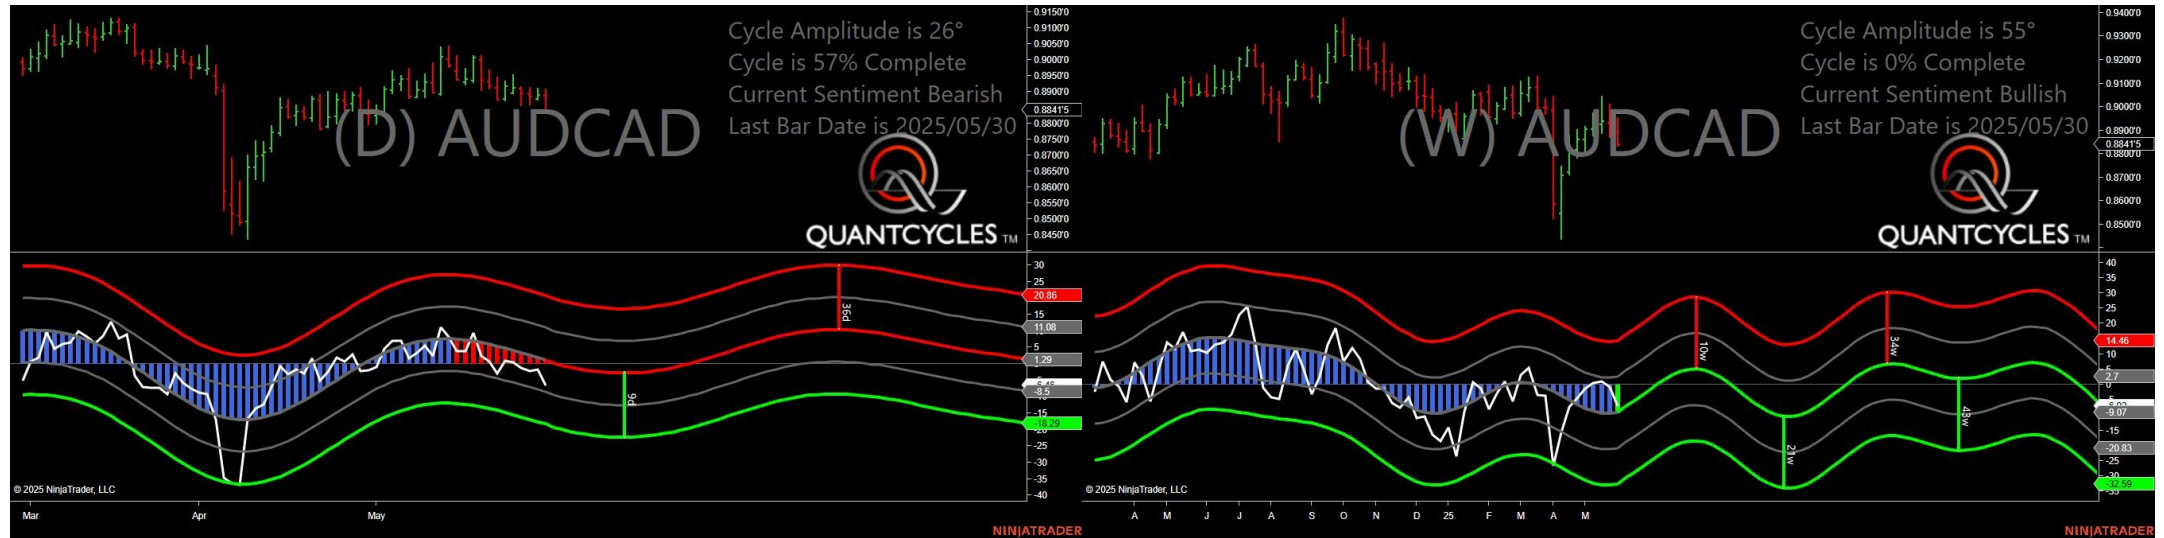 Cycle Amplitude is 26°
Cycle is 57% Complete
Current Sentiment Bearish
Last Bar Date is 2025/05/30
(D) AUDCAD
QUANTCYCLES TM
0.9150'0
0.9100'0
0.9050'0
0.9000'0
0.8950'0
0.8900'0
0.8841'5
0.8800'0
0.8750'0
0.8700'0
0.8650'0
0.8600'0
0.8550'0
0.8500'0
0.8450'0
30
25
20.86
15
11.08
5
1.29
-8.5
-15
-18.29
-25
-30
-35
-40
36d
9d
© 2025 NinjaTrader, LLC
Mar Apr May
NINJATRADER
Cycle Amplitude is 55°
Cycle is 0% Complete
Current Sentiment Bullish
Last Bar Date is 2025/05/30
(W) AUDCAD
QUANTCYCLES TM
0.9400'0
0.9300'0
0.9200'0
0.9100'0
0.9000'0
0.8900'0
0.8841'5
0.8800'0
0.8700'0
0.8600'0
0.8500'0
40
35
30
25
20
14.46
10
2.7
-9.07
-15
-20.83
-25
-32.59
10w
34w
21w
43w
© 2025 NinjaTrader, LLC
A M J J A S O N D 25 F M A M
NINJATRADER